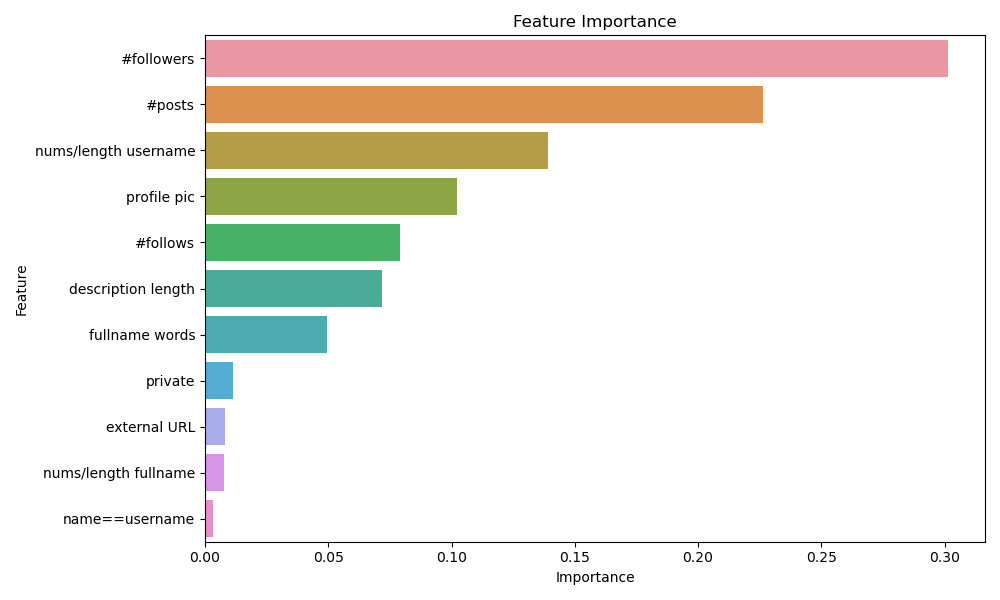 Feature Importance
#followers
#posts
nums/length username
profile pic
#follows
description length
fullname words
private
external URL
nums/length fullname
name==username
Feature
0.00 0.05 0.10 0.15 0.20 0.25 0.30
Importance